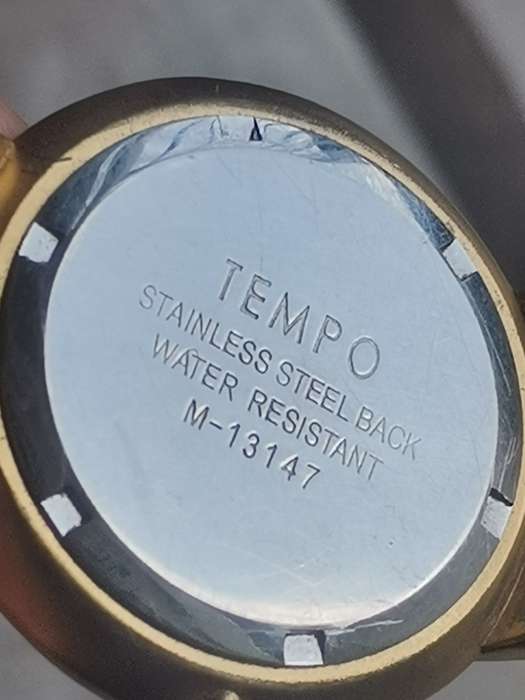 TEMPO
STAINLESS STEEL BACK
WATER RESISTANT
M-13147